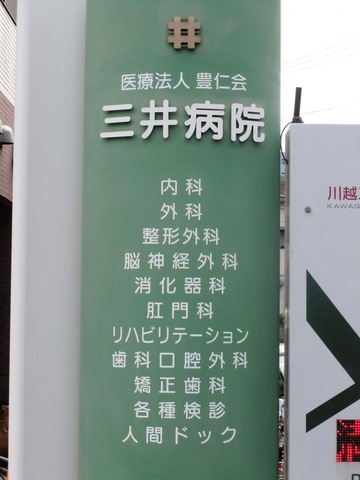 医療法人 豊仁会
三井病院
内科
外科
整形外科
脳神経外科
消化器科
肛門科
リハビリテーション
歯科口腔外科
矯正歯科
各種検診
人間ドック
川越
KAWAG